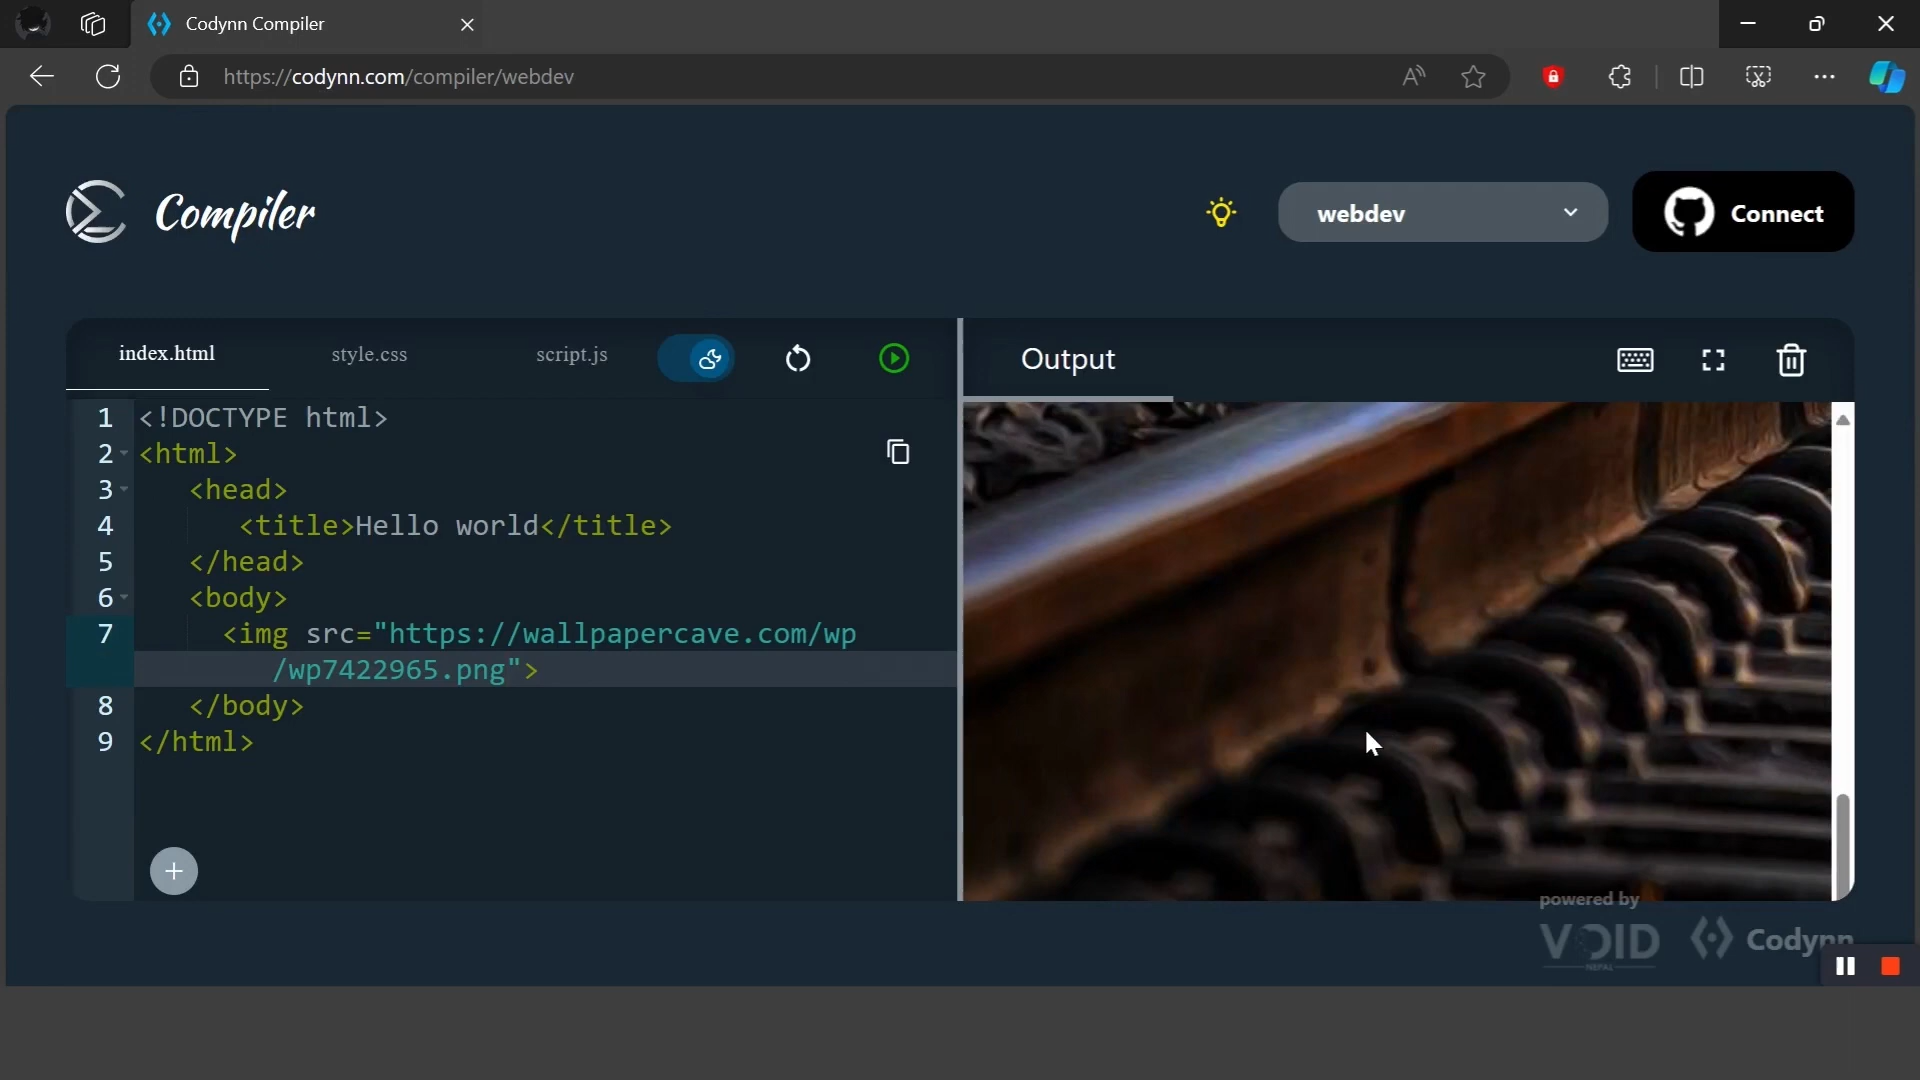 Codynn Compiler
https://codynn.com/compiler/webdev
Compiler
webdev
Connect
index.html
style.css
script.js
Output
1 <!DOCTYPE html>
2 <html>
3 <head>
4 <title>Hello world</title>
5 </head>
6 <body>
7 <img src="https://wallpapercave.com/wp
/wp7422965.png">
8 </body>
9 </html>
powered by
VOID
NEPAL
Codynn